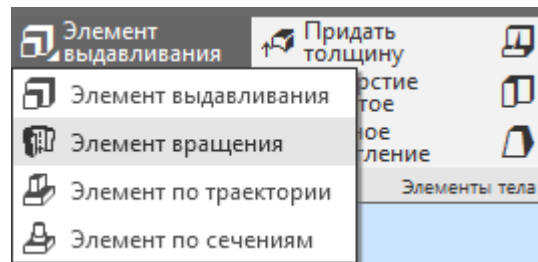 Элемент
выдавливания
Придать
толщину
Элемент выдавливания
Элемент вращения
Элемент по траектории
Элемент по сечениям
Элементы тела